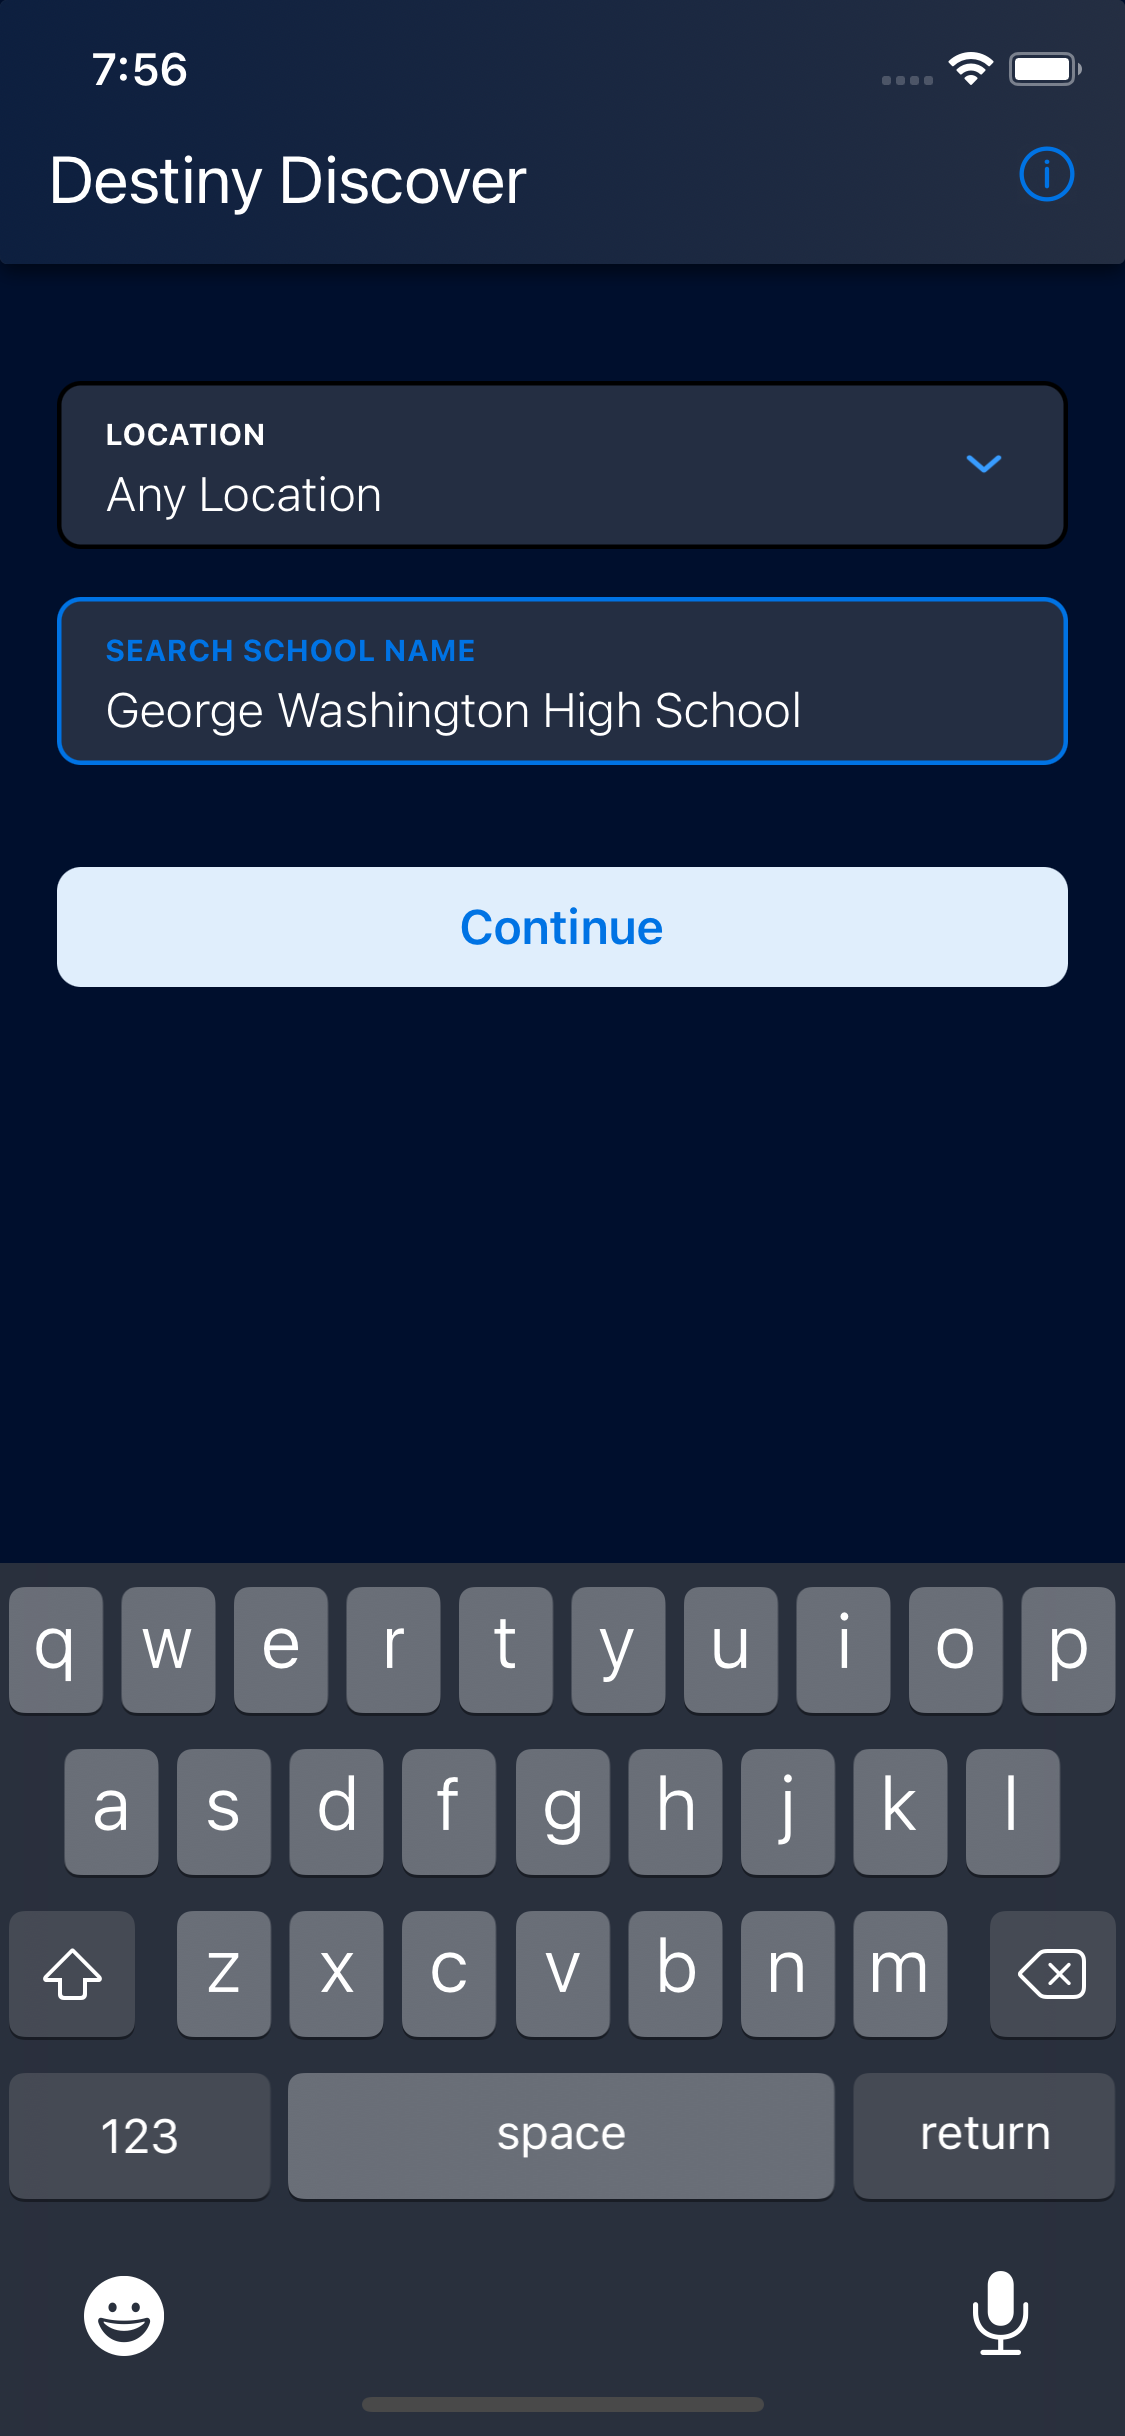 7:56
Destiny Discover
LOCATION
Any Location
SEARCH SCHOOL NAME
George Washington High School
Continue
q w e r t y u i o p
a s d f g h j k l
z x c v b n m
123 space return